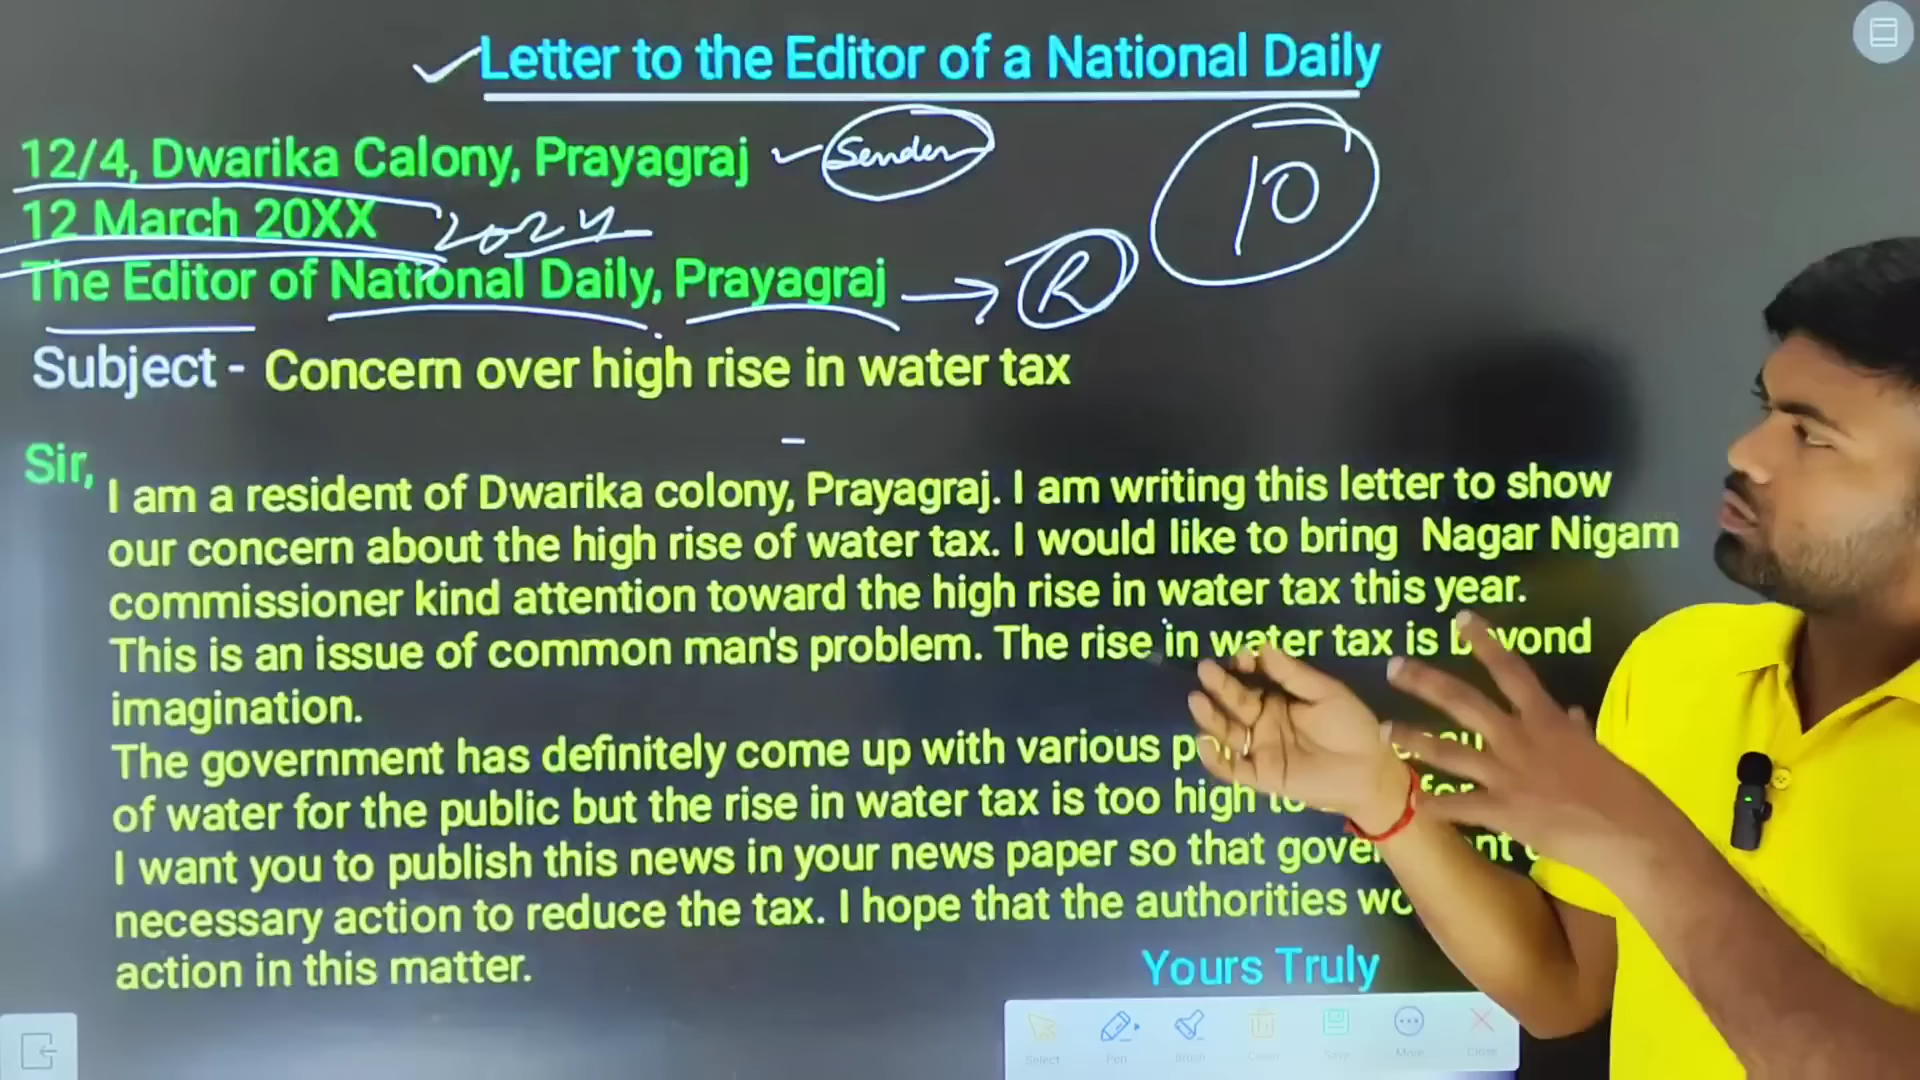 Letter to the Editor of a National Daily
12/4, Dwarika Calony, Prayagraj Sender
10
12 March 20XX 2024
The Editor of National Daily, Prayagraj → R
Subject - Concern over high rise in water tax
Sir,
I am a resident of Dwarika colony, Prayagraj. I am writing this letter to show
our concern about the high rise of water tax. I would like to bring Nagar Nigam
commissioner kind attention toward the high rise in water tax this year.
This is an issue of common man's problem. The rise in water tax is
imagination.
The government has definitely come up with various
of water for the public but the rise in water tax is too high
I want you to publish this news in your news paper so that
necessary action to reduce the tax. I hope that the authorities
action in this matter.
Yours Truly
Select Pen Brush Clean Save More Close